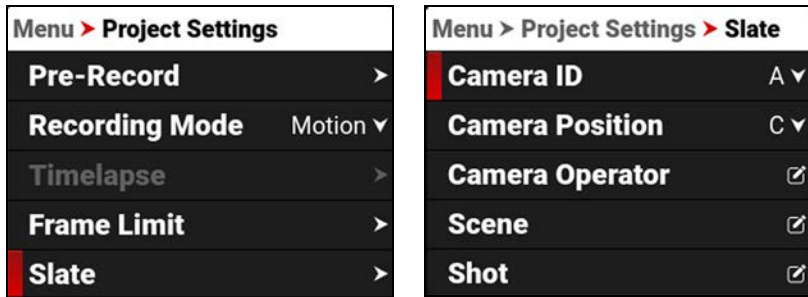 Menu > Project Settings
Pre-Record >
Recording Mode Motion
Timelapse >
Frame Limit >
Slate >
Menu > Project Settings > Slate
Camera ID A
Camera Position C
Camera Operator
Scene
Shot